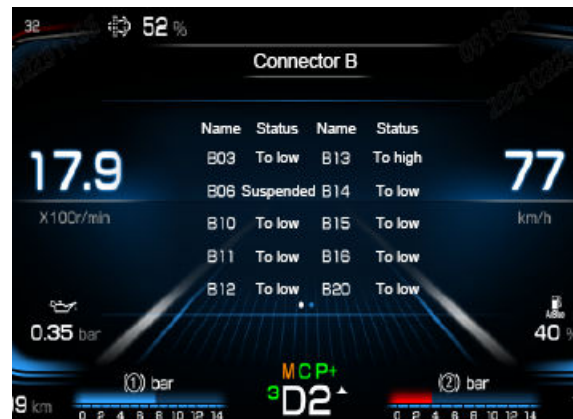 32 52 %
Connector B
Name Status Name Status
B03 To low B13 To high
B06 Suspended B14 To low
B10 To low B15 To low
B11 To low B16 To low
B12 To low B20 To low
17.9
X100r/min
77
km/h
0.35 bar
AdBlue
40 %
M C P+
3D2
9 km
(1) bar
0 2 4 6 8 10 12 14
(2) bar
0 2 4 6 8 10 12 14